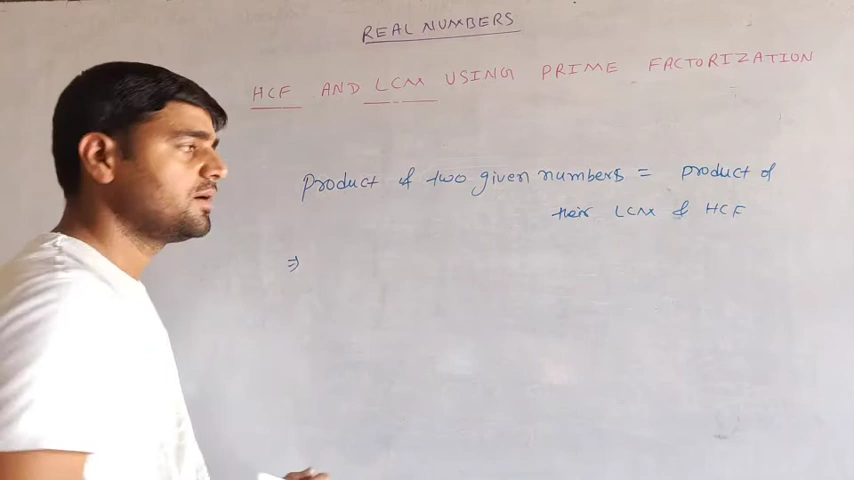 REAL NUMBERS
HCF AND LCM USING PRIME FACTORIZATION
Product of two given numbers = product of
their LCM & HCF
⇒